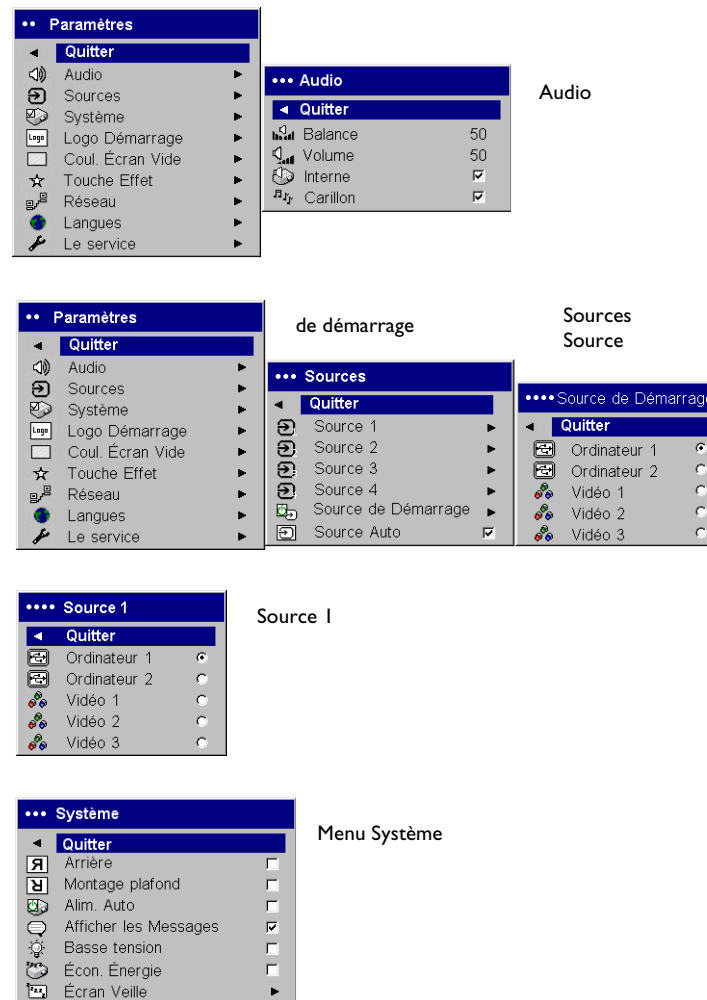 Paramètres
Quitter
Audio
Sources
Système
Logo Logo Démarrage
Coul. Écran Vide
Touche Effet
Réseau
Langues
Le service
Audio
Quitter
Balance 50
Volume 50
Interne
Carillon
Audio
Paramètres
Quitter
Audio
Sources
Système
Logo Logo Démarrage
Coul. Écran Vide
Touche Effet
Réseau
Langues
Le service
de démarrage
Sources
Quitter
Source 1
Source 2
Source 3
Source 4
Source de Démarrage
Source Auto
Sources
Source
Source de Démarrage
Quitter
Ordinateur 1
Ordinateur 2
Vidéo 1
Vidéo 2
Vidéo 3
Source 1
Quitter
Ordinateur 1
Ordinateur 2
Vidéo 1
Vidéo 2
Vidéo 3
Source 1
Système
Quitter
Arrière
Montage plafond
Alim. Auto
Afficher les Messages
Basse tension
Écon. Énergie
Écran Veille
Menu Système